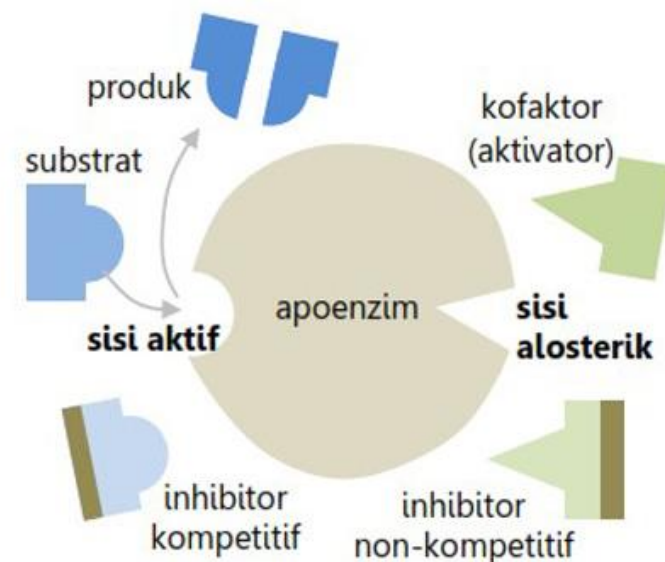 produk
kofaktor
(aktivator)
substrat
apoenzim
sisi aktif
sisi
alosterik
inhibitor
kompetitif
inhibitor
non-kompetitif